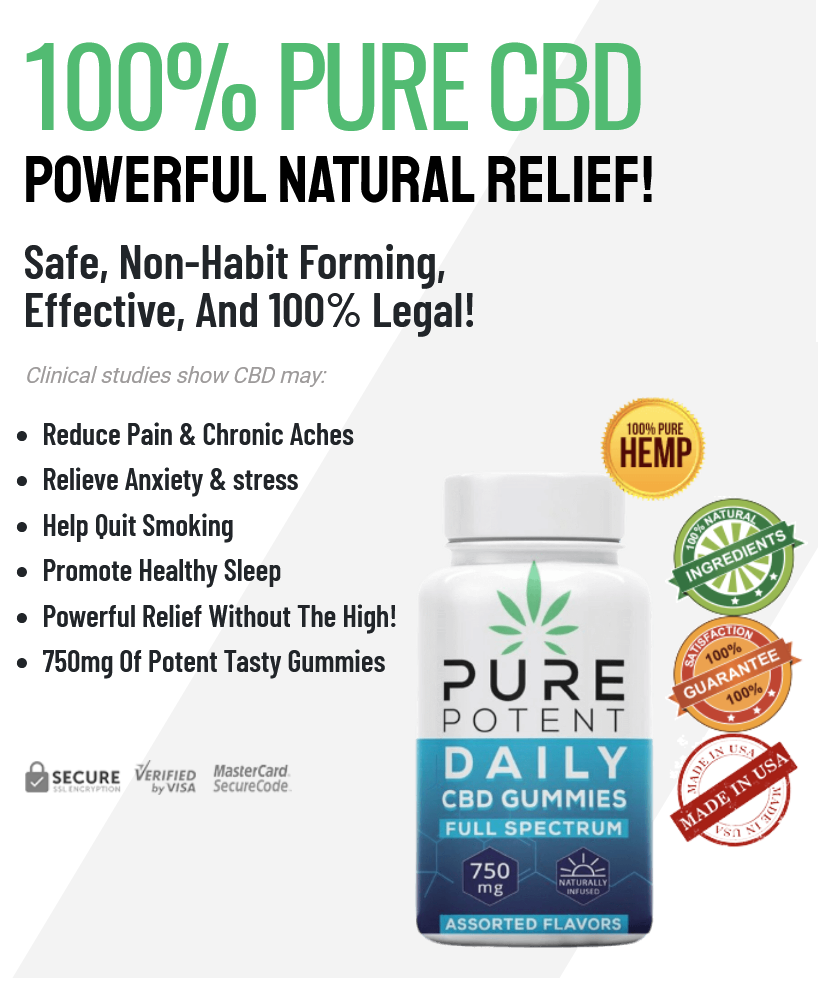 100% PURE CBD
POWERFUL NATURAL RELIEF!
Safe, Non-Habit Forming,
Effective, And 100% Legal!
Clinical studies show CBD may:
Reduce Pain & Chronic Aches
Relieve Anxiety & stress
Help Quit Smoking
Promote Healthy Sleep
Powerful Relief Without The High!
750mg Of Potent Tasty Gummies
SECURE
SSL ENCRYPTION
VERIFIED
by VISA
MasterCard.
SecureCode.
100% PURE
HEMP
100% NATURAL
INGREDIENTS
SATISFACTION
100%
GUARANTEE
100%
MADE IN USA
MADE IN USA
MADE IN USA
MADE IN USA
PURE
POTENT
DAILY
CBD GUMMIES
FULL SPECTRUM
750
mg
NATURALLY
INFUSED
ASSORTED FLAVORS